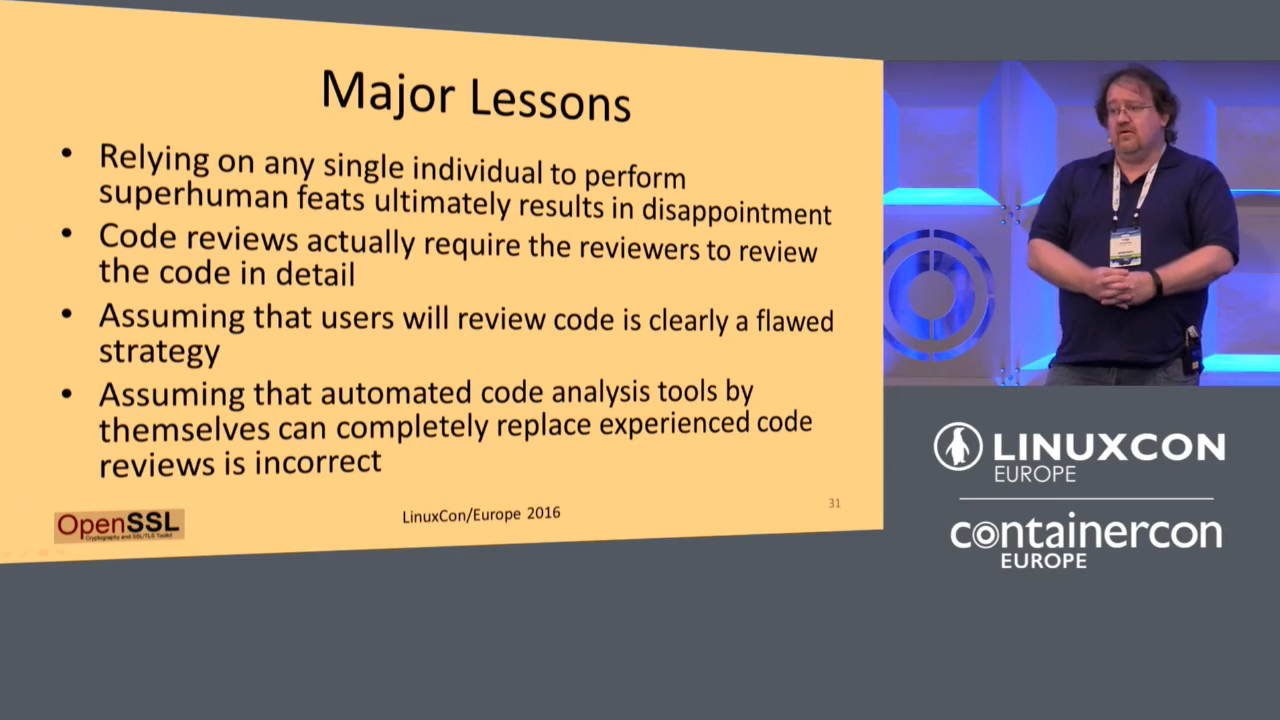 Major Lessons
• Relying on any single individual to perform
superhuman feats ultimately results in disappointment
• Code reviews actually require the reviewers to review
the code in detail
• Assuming that users will review code is clearly a flawed
strategy
• Assuming that automated code analysis tools by
themselves can completely replace experienced code
reviews is incorrect
OpenSSL
Cryptography and SSL/TLS Toolkit
LinuxCon/Europe 2016
31
LINUXCON
EUROPE
containercon
EUROPE